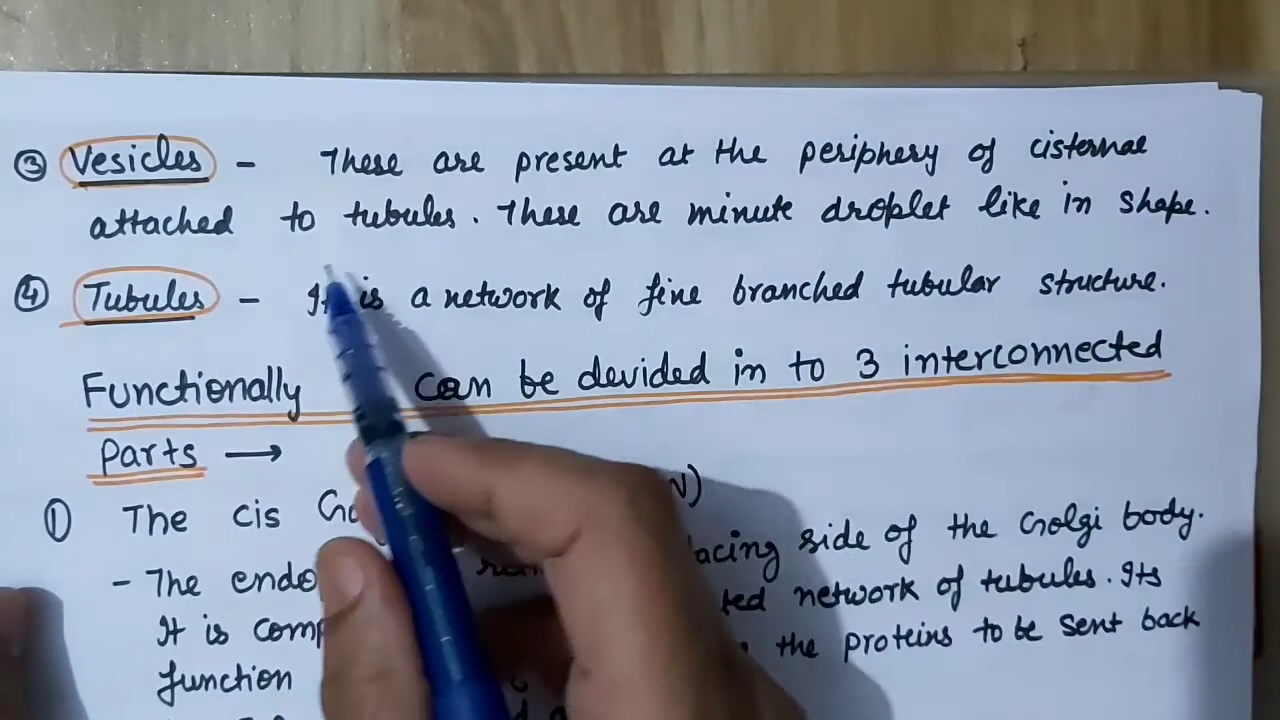 ③ Vesicles - These are present at the periphery of cisternae
attached to tubules. These are minute droplet like in shape.
④ Tubules - It is a network of fine branched tubular structure.
Functionally can be devided in to 3 interconnected
Parts →
① The cis
- The side of the Golgi body.
It is network of tubules. Its
function the proteins to be sent back